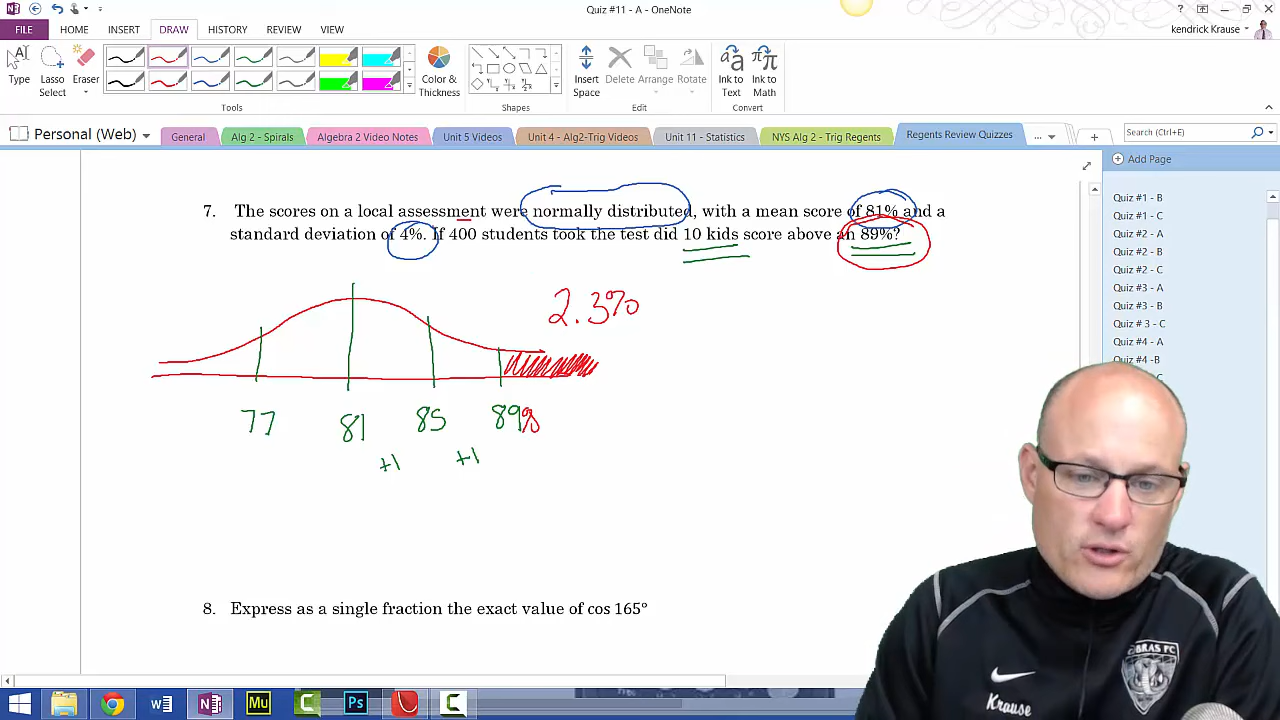 Quiz #11 - A - OneNote
FILE HOME INSERT DRAW HISTORY REVIEW VIEW
kendrick Krause
Type
Lasso Select
Eraser
Color & Thickness
Insert Space
Delete
Arrange
Rotate
Ink to Text
Ink to Math
Tools
Shapes
Edit
Convert
Personal (Web)
General
Alg 2 - Spirals
Algebra 2 Video Notes
Unit 5 Videos
Unit 4 - Alg2-Trig Videos
Unit 11 - Statistics
NYS Alg 2 - Trig Regents
Regents Review Quizzes
Search (Ctrl+E)
Add Page
Quiz #1 - B
Quiz #1 - C
Quiz #2 - A
Quiz #2 - B
Quiz #2 - C
Quiz #3 - A
Quiz #3 - B
Quiz # 3 - C
Quiz #4 - A
Quiz #4 -B
7. The scores on a local assessment were normally distributed, with a mean score of 81% and a
standard deviation of 4%. If 400 students took the test did 10 kids score above an 89%?
2.3%
77 81 85 89%
+1 +1
8. Express as a single fraction the exact value of cos 165°
Krause
BRAS FC
Mu
Ps